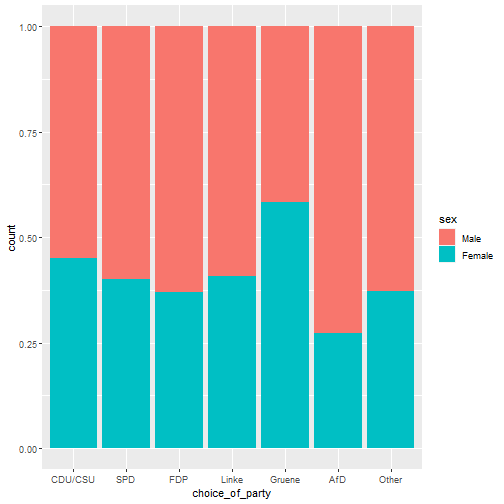 1.00
0.75
0.50
0.25
0.00
count
CDU/CSU SPD FDP Linke Gruene AfD Other
choice_of_party
sex
Male
Female